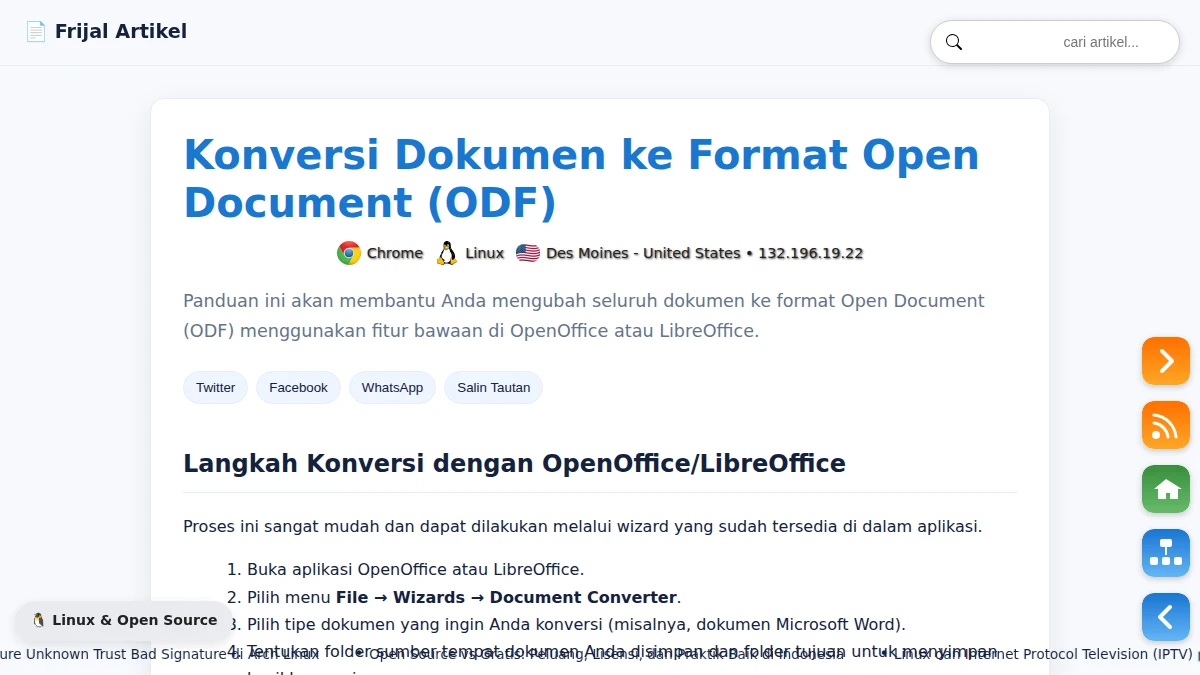 Frijal Artikel
cari artikel...
Konversi Dokumen ke Format Open
Document (ODF)
Chrome Linux Des Moines - United States • 132.196.19.22
Panduan ini akan membantu Anda mengubah seluruh dokumen ke format Open Document
(ODF) menggunakan fitur bawaan di OpenOffice atau LibreOffice.
Twitter Facebook WhatsApp Salin Tautan
Langkah Konversi dengan OpenOffice/LibreOffice
Proses ini sangat mudah dan dapat dilakukan melalui wizard yang sudah tersedia di dalam aplikasi.
1. Buka aplikasi OpenOffice atau LibreOffice.
2. Pilih menu File → Wizards → Document Converter.
3. Pilih tipe dokumen yang ingin Anda konversi (misalnya, dokumen Microsoft Word).
4. Tentukan folder sumber tempat dokumen Anda disimpan dan folder tujuan untuk menyimpan
Linux & Open Source
ure Unknown Trust Bad Signature di Arch Linux • Open Source vs Gratis: Peluang, Lisensi, dan Praktik Baik di Indonesia • Linux dan Internet Protocol Television (IPTV)